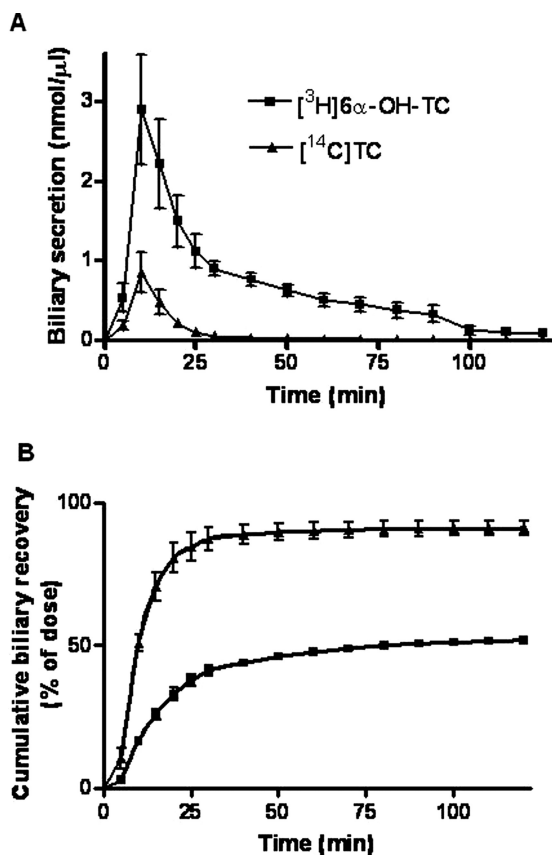 A
Biliary secretion (nmol/µl)
3
2
1
0
[³H]6α-OH-TC
[¹⁴C]TC
0 25 50 75 100
Time (min)
B
Cumulative biliary recovery
(% of dose)
100
50
0
0 25 50 75 100
Time (min)